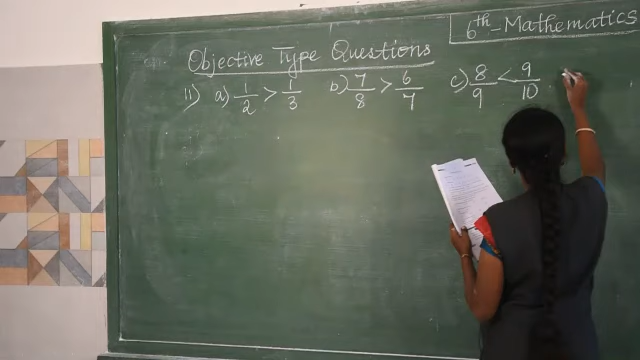 6th - Mathematics
Objective Type Questions
11) a) 1/2 > 1/3 b) 7/8 > 6/7 c) 8/9 < 9/10